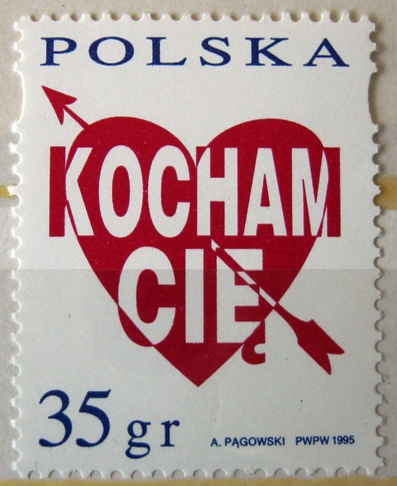 POLSKA
KOCHAM
CIĘ
35 gr
A. PĄGOWSKI PWPW 1995